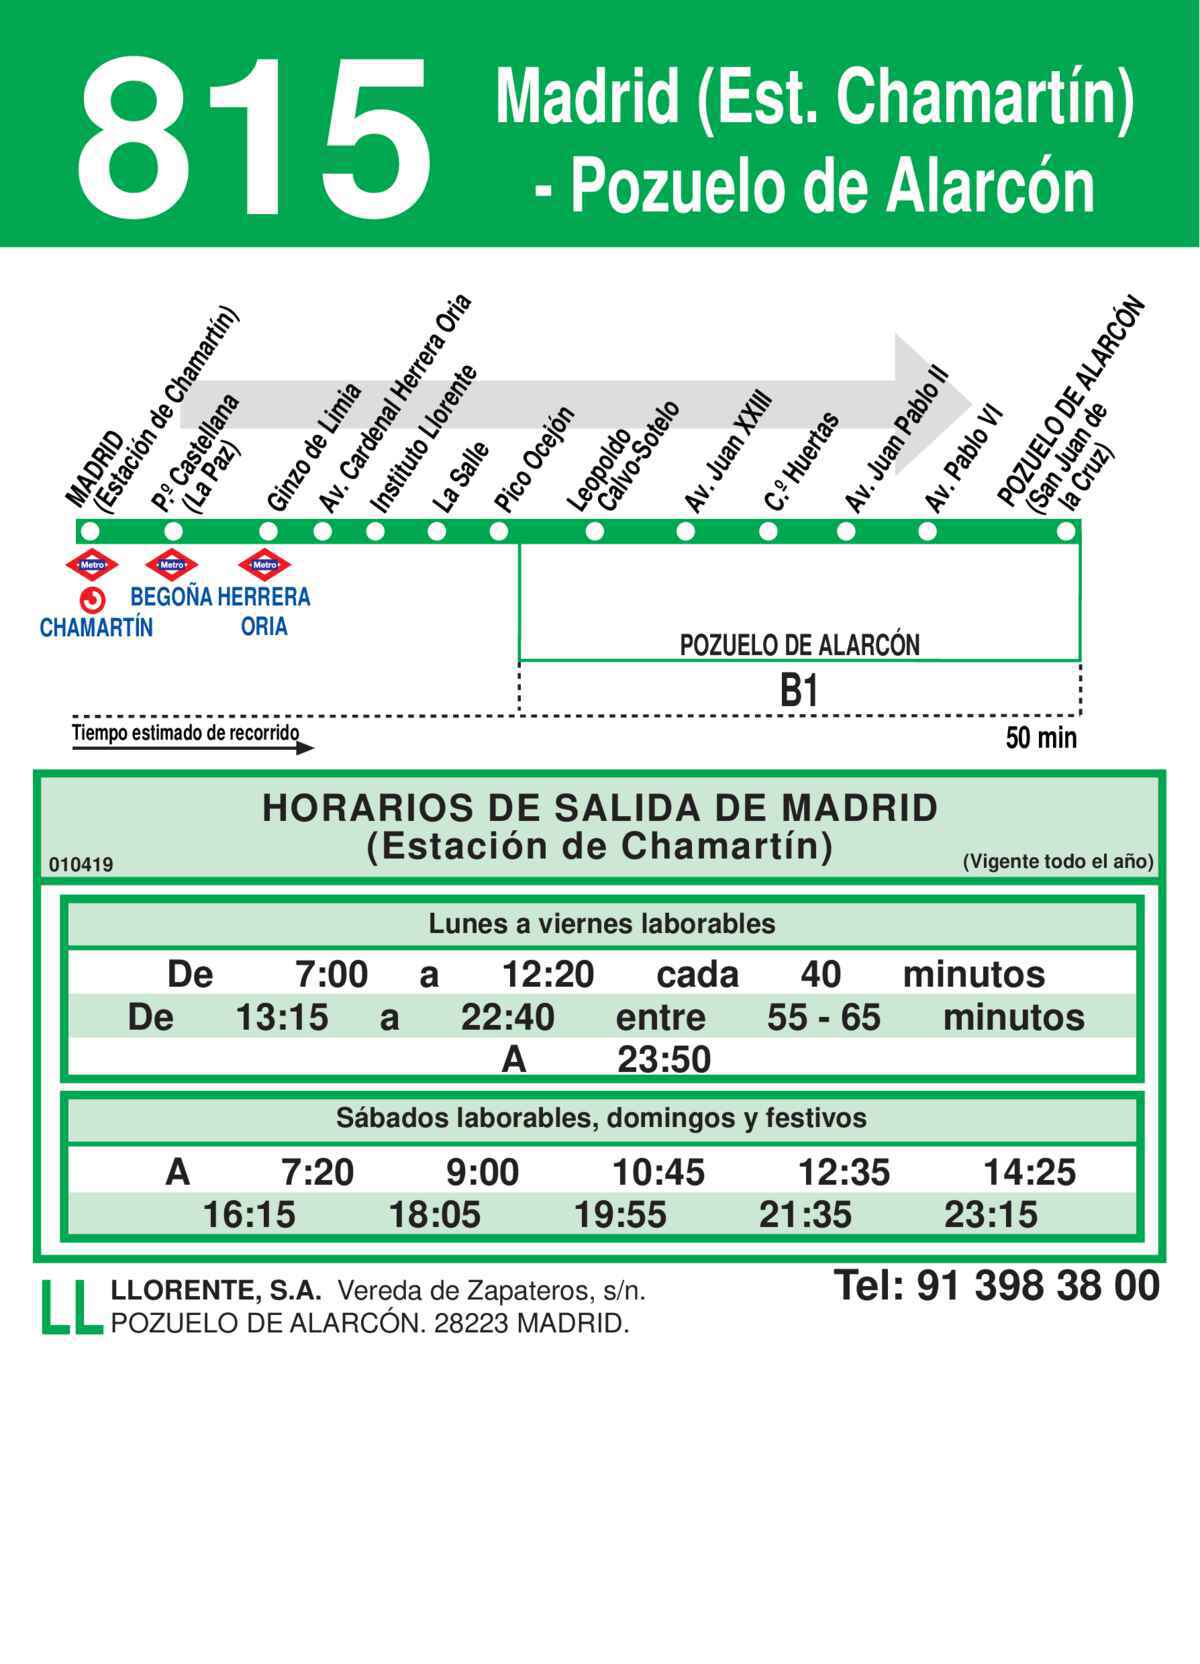 815
Madrid (Est. Chamartín)
- Pozuelo de Alarcón
MADRID
(Estación de Chamartín)
P.º Castellana
(La Paz)
Ginzo de Limia
Av. Cardenal Herrera Oria
Instituto Llorente
La Salle
Pico Ocejón
Leopoldo
Calvo-Sotelo
Av. Juan XXIII
C.º Huertas
Av. Juan Pablo II
Av. Pablo VI
POZUELO DE ALARCÓN
(San Juan de
la Cruz)
Metro
Metro
Metro
CHAMARTÍN
BEGOÑA
HERRERA
ORIA
POZUELO DE ALARCÓN
B1
Tiempo estimado de recorrido
50 min
HORARIOS DE SALIDA DE MADRID
(Estación de Chamartín)
010419
(Vigente todo el año)
Lunes a viernes laborables
De 7:00 a 12:20 cada 40 minutos
De 13:15 a 22:40 entre 55 - 65 minutos
A 23:50
Sábados laborables, domingos y festivos
A 7:20 9:00 10:45 12:35 14:25
16:15 18:05 19:55 21:35 23:15
LL
LLORENTE, S.A. Vereda de Zapateros, s/n.
POZUELO DE ALARCÓN. 28223 MADRID.
Tel: 91 398 38 00